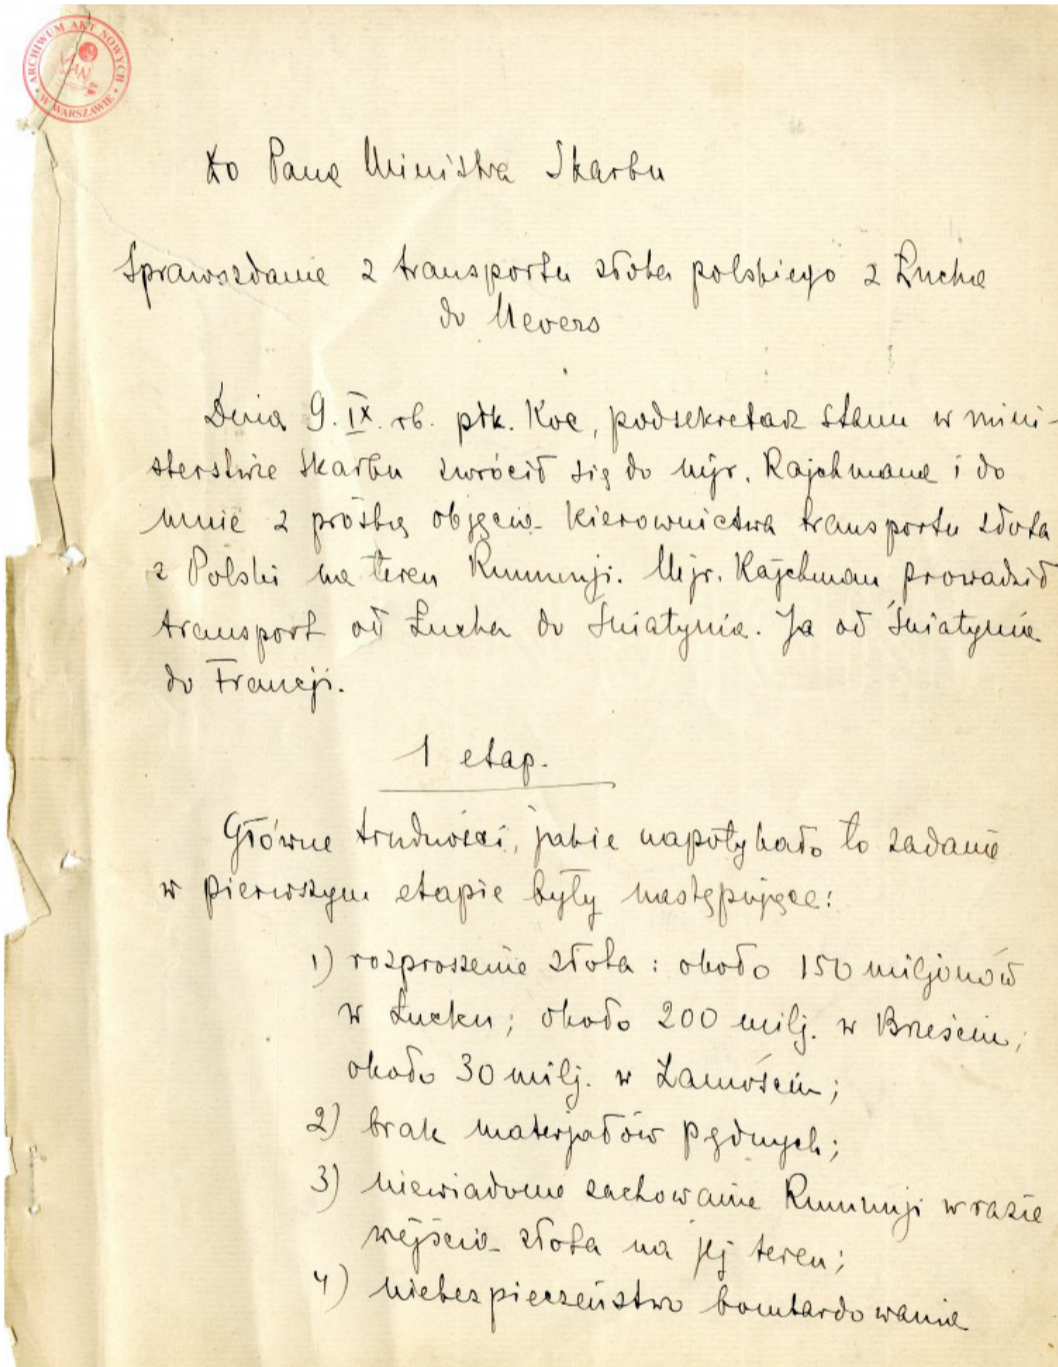 ARCHIWUM AKT NOWYCH
W WARSZAWIE
AAN
Do Pana Ministra Skarbu
Sprawozdanie z transportu złota polskiego z Łucka
do Nevers
Dnia 9. IX. rb. płk. Koc, podsekretarz stanu w mini-
sterstwie skarbu zwrócił się do mjr. Rajchmana i do
mnie z prośbą objęcia kierownictwa transportu złota
z Polski na teren Rumunji. Mjr. Rajchman prowadził
transport od Łucka do Śniatynia. Ja od Śniatynia
do Francji.
1 etap.
Główne trudności, jakie napotykało to zadanie
w pierwszym etapie były następujące:
1) rozproszenie złota: około 150 miljonów
w Łucku; około 200 milj. w Brześciu;
około 30 milj. w Zamościu;
2) brak materjałów pędnych;
3) niewiadome zachowanie Rumunji w razie
wejścia złota na jej teren;
4) niebezpieczeństwo bombardowania